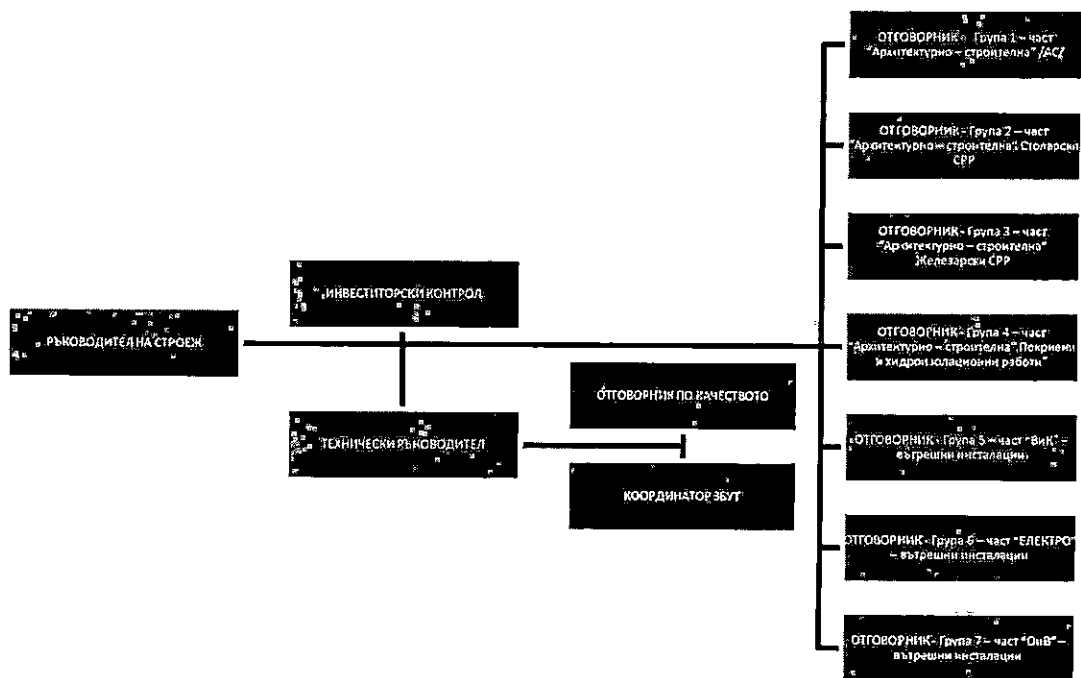 РЪКОВОДИТЕЛ НА СТРОЕЖ
ИНВЕСТИТОРСКИ КОНТРОЛ
ТЕХНИЧЕСКИ РЪКОВОДИТЕЛ
ОТГОВОРНИК ПО КАЧЕСТВОТО
КООРДИНАТОР ЗБУТ
ОТГОВОРНИК - Група 1 – част
"Архитектурно – строителна" /АС/
ОТГОВОРНИК - Група 2 – част
"Архитектурно – строителна". Столарски
СРР
ОТГОВОРНИК - Група 3 – част
"Архитектурно – строителна"
Железарски СРР
ОТГОВОРНИК - Група 4 – част
"Архитектурно – строителна". Покривни
и хидроизолационни работи"
ОТГОВОРНИК - Група 5 – част "ВиК" –
вътрешни инсталации
ОТГОВОРНИК - Група 6 – част "ЕЛЕКТРО"
– вътрешни инсталации
ОТГОВОРНИК - Група 7 – част "ОиВ" –
вътрешни инсталации